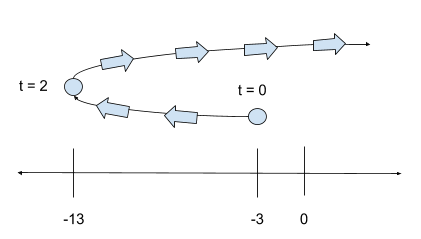 t = 0
t = 2
-13
-3
0